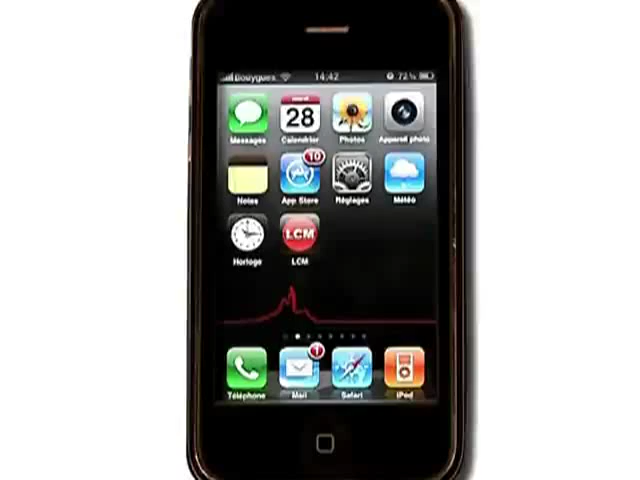 Bouygues 14:42 72 %
28
Messages Calendrier Photos Appareil photo
10
Notes App Store Réglages Météo
LCM
Horloge LCM
1
Téléphone Mail Safari iPod